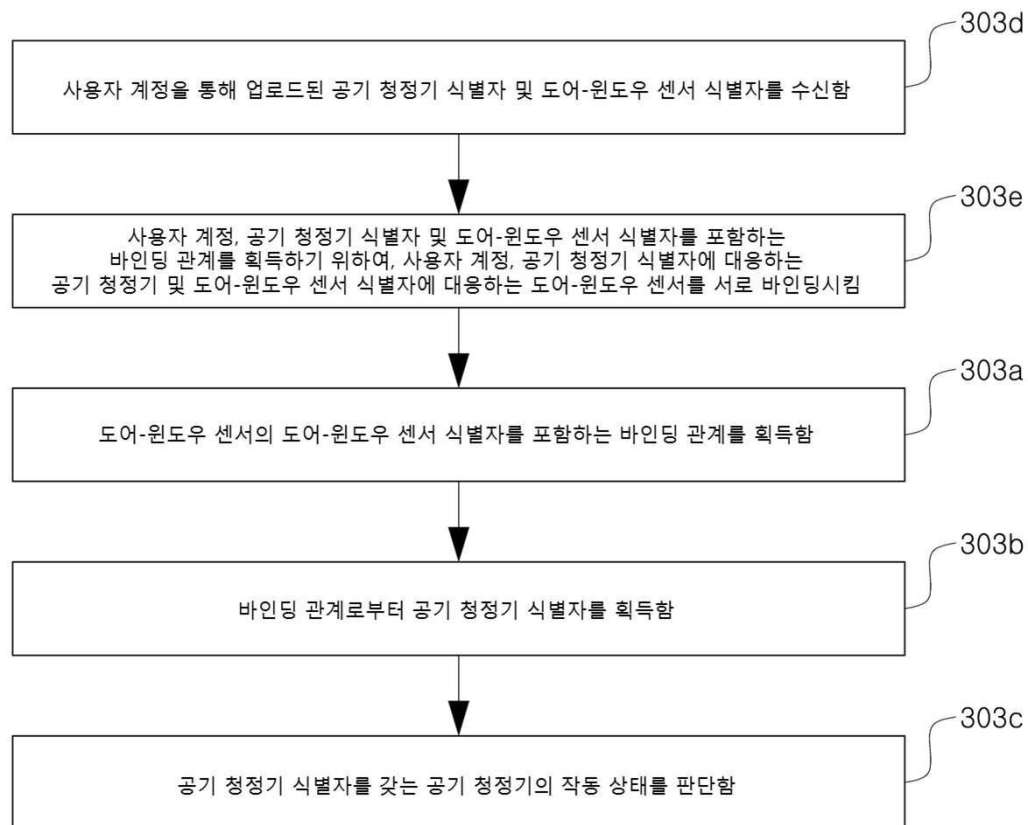 303d
사용자 계정을 통해 업로드된 공기 청정기 식별자 및 도어-윈도우 센서 식별자를 수신함
303e
사용자 계정, 공기 청정기 식별자 및 도어-윈도우 센서 식별자를 포함하는
바인딩 관계를 획득하기 위하여, 사용자 계정, 공기 청정기 식별자에 대응하는
공기 청정기 및 도어-윈도우 센서 식별자에 대응하는 도어-윈도우 센서를 서로 바인딩시킴
303a
도어-윈도우 센서의 도어-윈도우 센서 식별자를 포함하는 바인딩 관계를 획득함
303b
바인딩 관계로부터 공기 청정기 식별자를 획득함
303c
공기 청정기 식별자를 갖는 공기 청정기의 작동 상태를 판단함